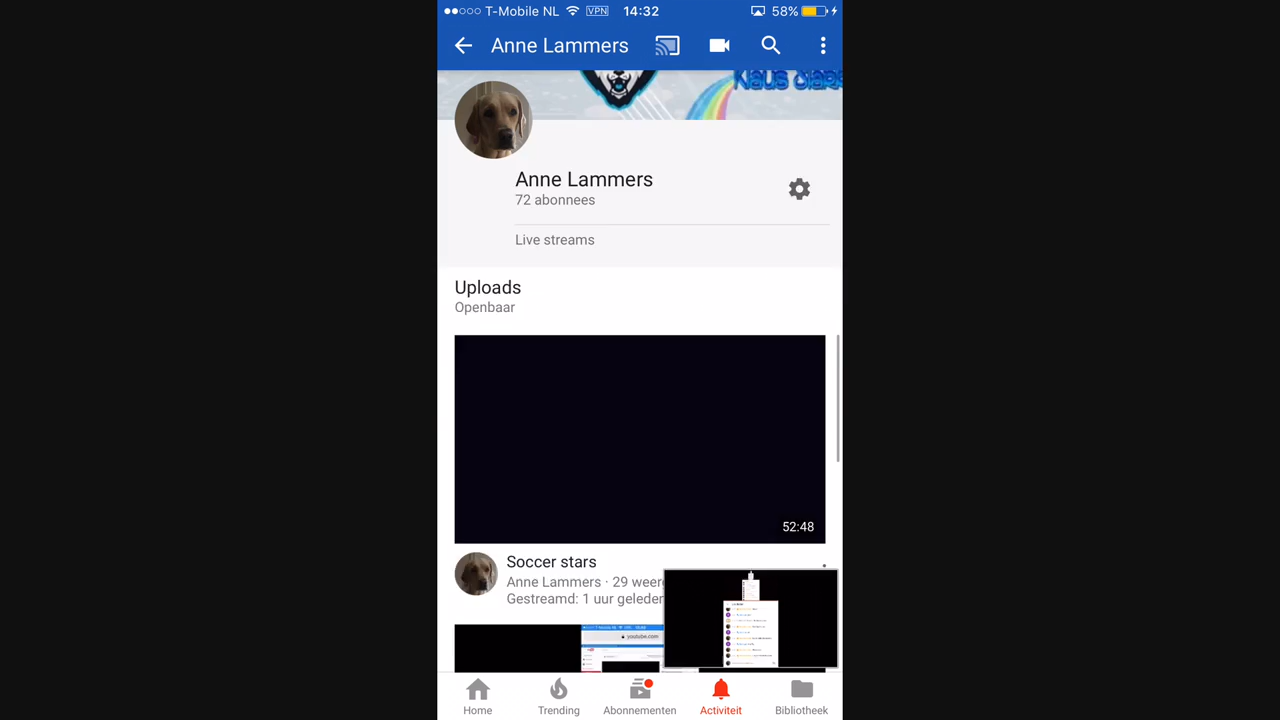 T-Mobile NL VPN 14:32 58%
Anne Lammers
Anne Lammers
72 abonnees
Live streams
Uploads
Openbaar
52:48
Soccer stars
Anne Lammers · 29 weer
Gestreamd: 1 uur geleden
youtube.com
Home Trending Abonnementen Activiteit Bibliotheek